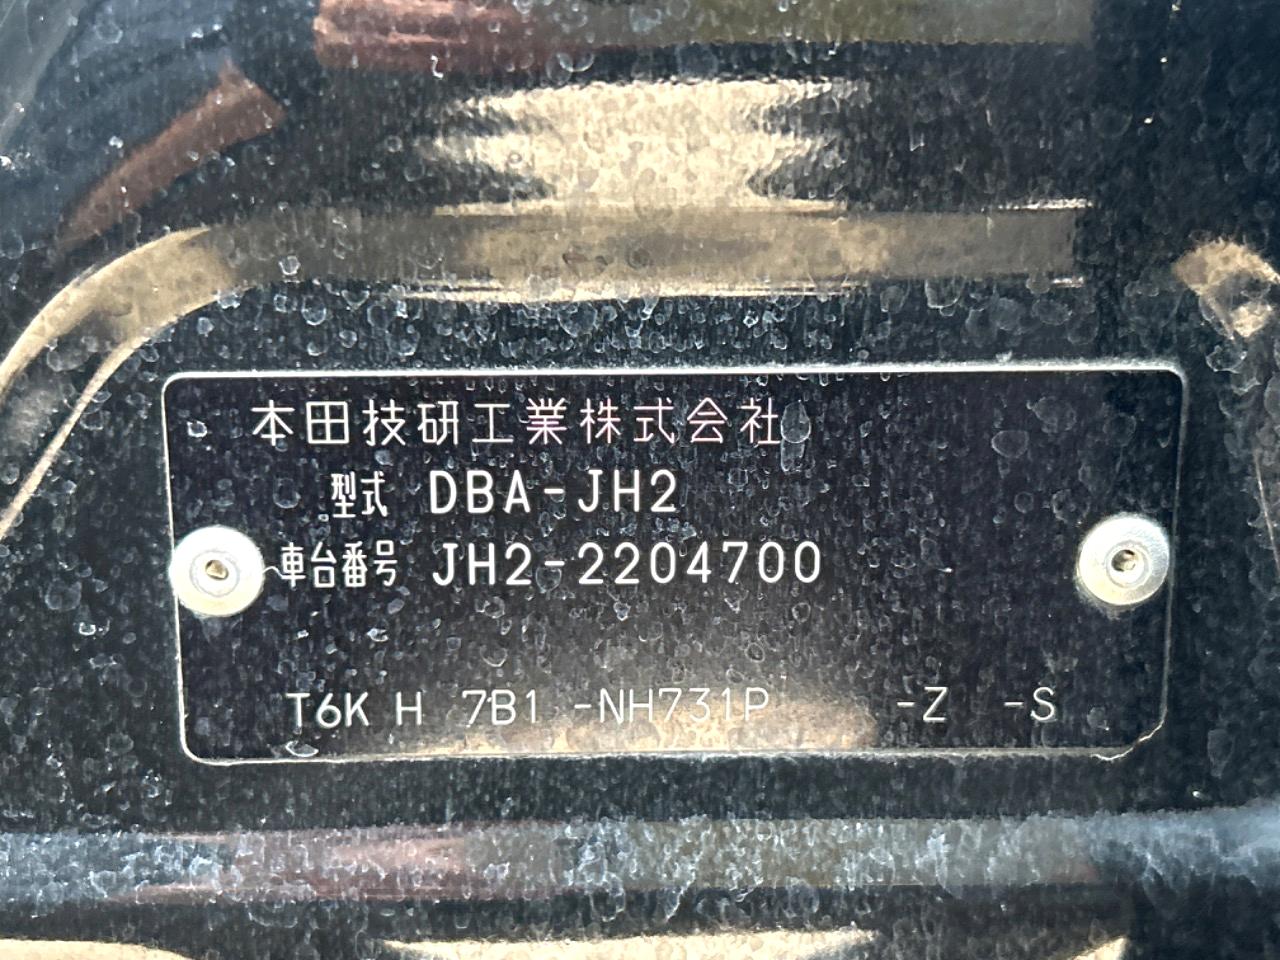 本田技研工業株式会社
型式 DBA-JH2
車台番号 JH2-2204700
T6K H 7B1 -NH731P -Z -S